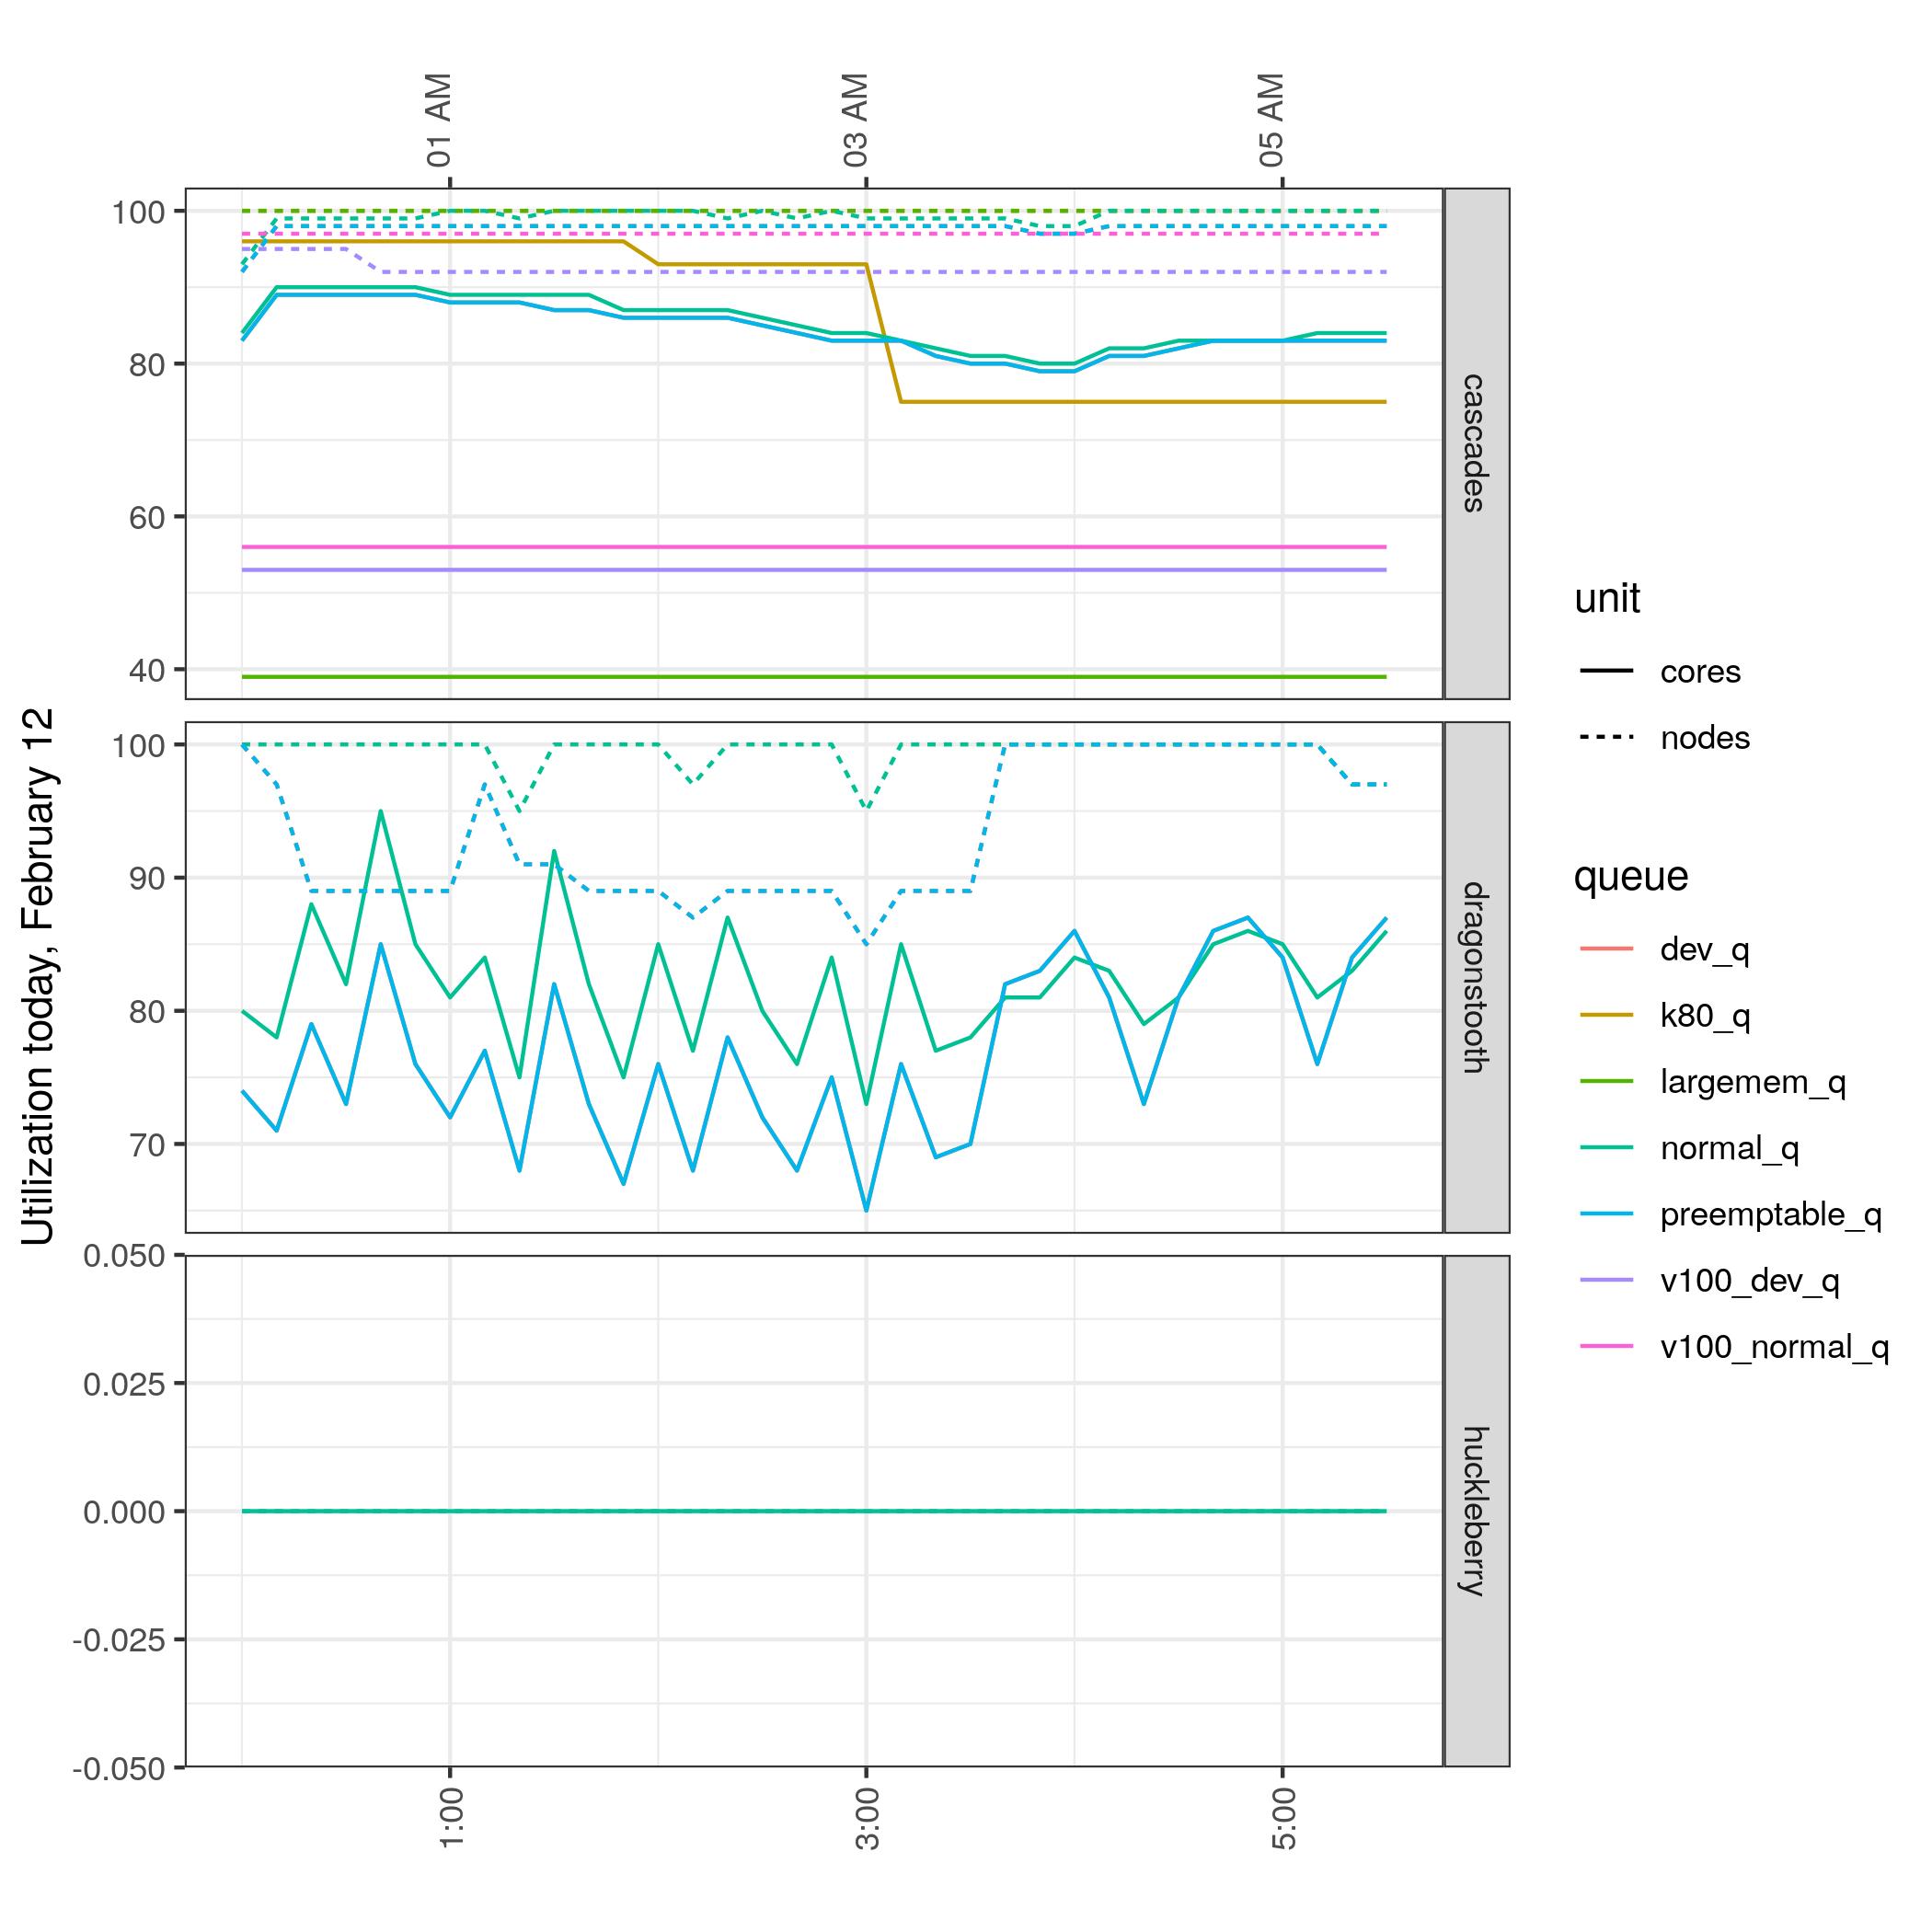 01 AM
03 AM
05 AM
Utilization today, February 12
100
80
60
40
cascades
100
90
80
70
dragonstooth
0.050
0.025
0.000
-0.025
-0.050
huckleberry
1:00
3:00
5:00
unit
cores
nodes
queue
dev_q
k80_q
largemem_q
normal_q
preemptable_q
v100_dev_q
v100_normal_q